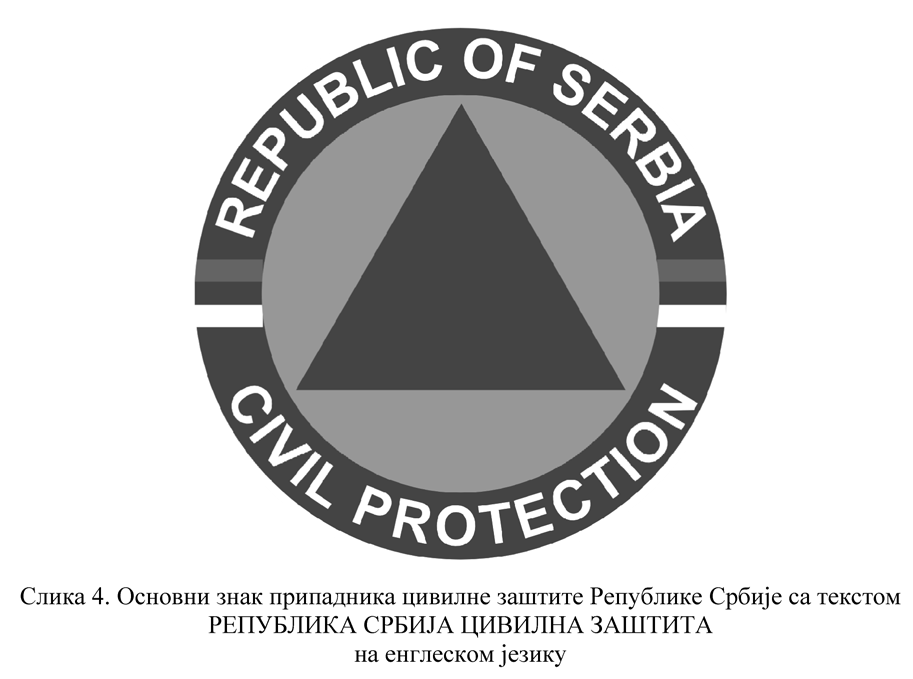 REPUBLIC OF SERBIA
CIVIL PROTECTION
Слика 4. Основни знак припадника цивилне заштите Републике Србије са текстом
РЕПУБЛИКА СРБИЈА ЦИВИЛНА ЗАШТИТА
на енглеском језику